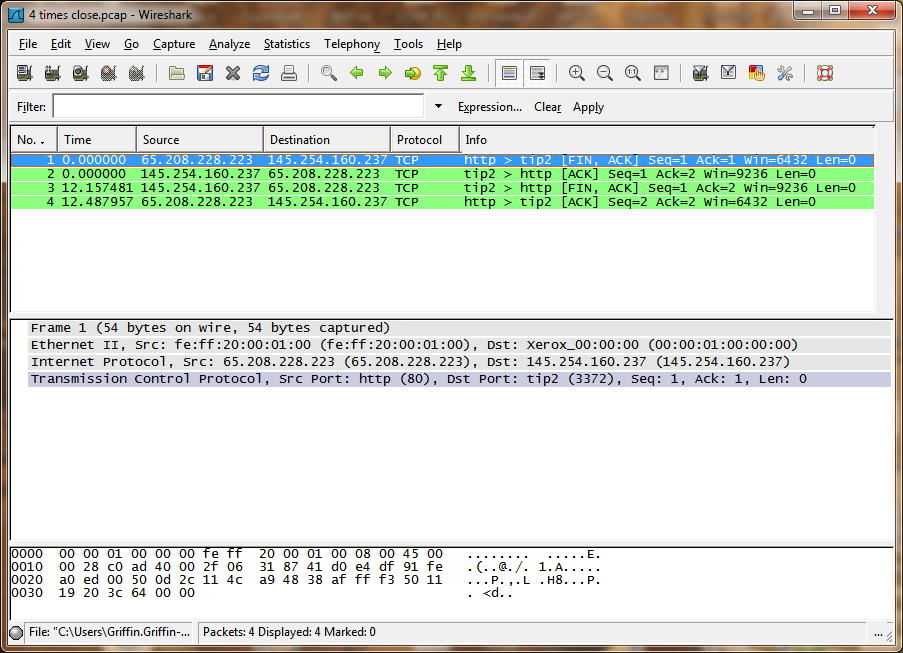 4 times close.pcap - Wireshark
File Edit View Go Capture Analyze Statistics Telephony Tools Help
Filter: Expression... Clear Apply
No. . Time Source Destination Protocol Info
1 0.000000 65.208.228.223 145.254.160.237 TCP http > tip2 [FIN, ACK] Seq=1 Ack=1 Win=6432 Len=0
2 0.000000 145.254.160.237 65.208.228.223 TCP tip2 > http [ACK] Seq=1 Ack=2 Win=9236 Len=0
3 12.157481 145.254.160.237 65.208.228.223 TCP tip2 > http [FIN, ACK] Seq=1 Ack=2 Win=9236 Len=0
4 12.487957 65.208.228.223 145.254.160.237 TCP http > tip2 [ACK] Seq=2 Ack=2 Win=6432 Len=0
Frame 1 (54 bytes on wire, 54 bytes captured)
Ethernet II, Src: fe:ff:20:00:01:00 (fe:ff:20:00:01:00), Dst: Xerox_00:00:00 (00:00:01:00:00:00)
Internet Protocol, Src: 65.208.228.223 (65.208.228.223), Dst: 145.254.160.237 (145.254.160.237)
Transmission Control Protocol, Src Port: http (80), Dst Port: tip2 (3372), Seq: 1, Ack: 1, Len: 0
0000 00 00 01 00 00 00 fe ff 20 00 01 00 08 00 45 00 ........ .....E.
0010 00 28 c0 ad 40 00 2f 06 31 87 41 d0 e4 df 91 fe .(..@./. 1.A.....
0020 a0 ed 00 50 0d 2c 11 4c a9 48 38 af ff f3 50 11 ...P.,.L .H8...P.
0030 19 20 3c 64 00 00 . <d..
File: "C:\Users\Griffin.Griffin-... Packets: 4 Displayed: 4 Marked: 0 ...